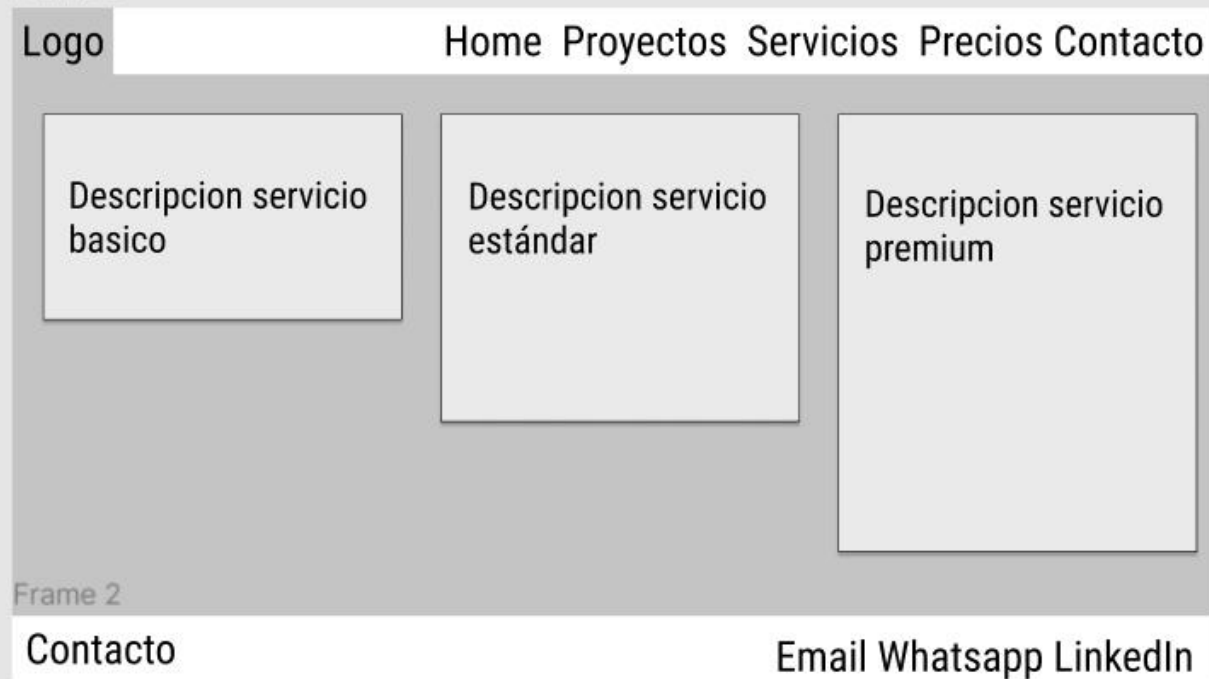 Logo
Home Proyectos Servicios Precios Contacto
Descripcion servicio
basico
Descripcion servicio
estándar
Descripcion servicio
premium
Frame 2
Contacto
Email Whatsapp LinkedIn